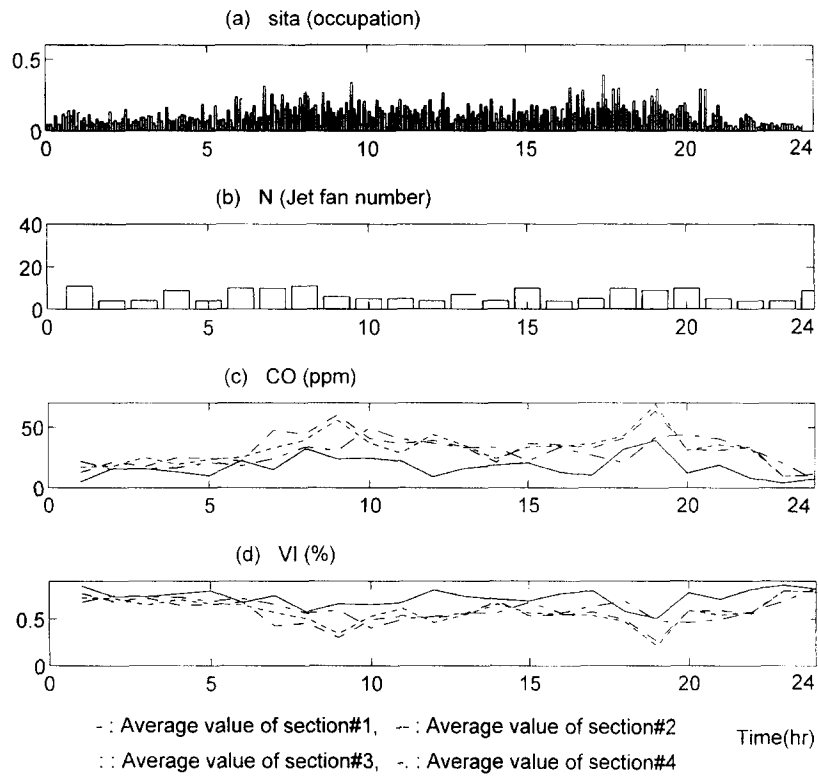 (a) sita (occupation)
0.5
0
0 5 10 15 20 24
(b) N (Jet fan number)
40
20
0
0 5 10 15 20 24
(c) CO (ppm)
50
0
0 5 10 15 20 24
(d) VI (%)
0.5
0
0 5 10 15 20 24
- : Average value of section#1, -- : Average value of section#2
Time(hr)
: : Average value of section#3, -. : Average value of section#4